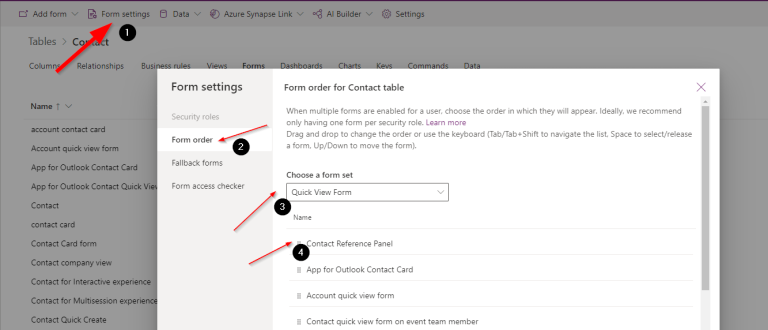 Add form
Form settings
Data
Azure Synapse Link
AI Builder
Settings
1
Tables > Contact
Columns Relationships Business rules Views Forms Dashboards Charts Keys Commands Data
Name ↑
account contact card
Account quick view form
App for Outlook Contact Card
App for Outlook Contact Quick View
Contact
contact card
Contact Card form
Contact company view
Contact for Interactive experience
Contact for Multisession experience
Contact Quick Create
Form settings
Security roles
Form order
2
Fallback forms
Form access checker
Form order for Contact table
When multiple forms are enabled for a user, choose the order in which they will appear. Ideally, we recommend
only having one form per security role. Learn more
Drag and drop to change the order or use the keyboard (Tab/Tab+Shift to navigate the list, Space to select/release
a form, Up/Down to move the form).
Choose a form set
Quick View Form
3
Name
Contact Reference Panel
4
App for Outlook Contact Card
Account quick view form
Contact quick view form on event team member